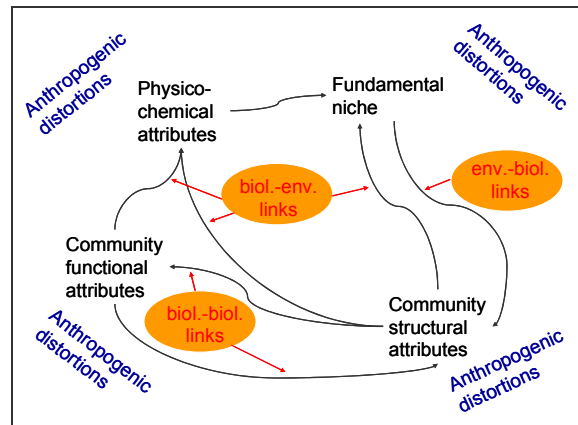 Anthropogenic
distortions
Physico-
chemical
attributes
Fundamental
niche
Anthropogenic
distortions
biol.-env.
links
env.-biol.
links
Community
functional
attributes
biol.-biol.
links
Community
structural
attributes
Anthropogenic
distortions
Anthropogenic
distortions